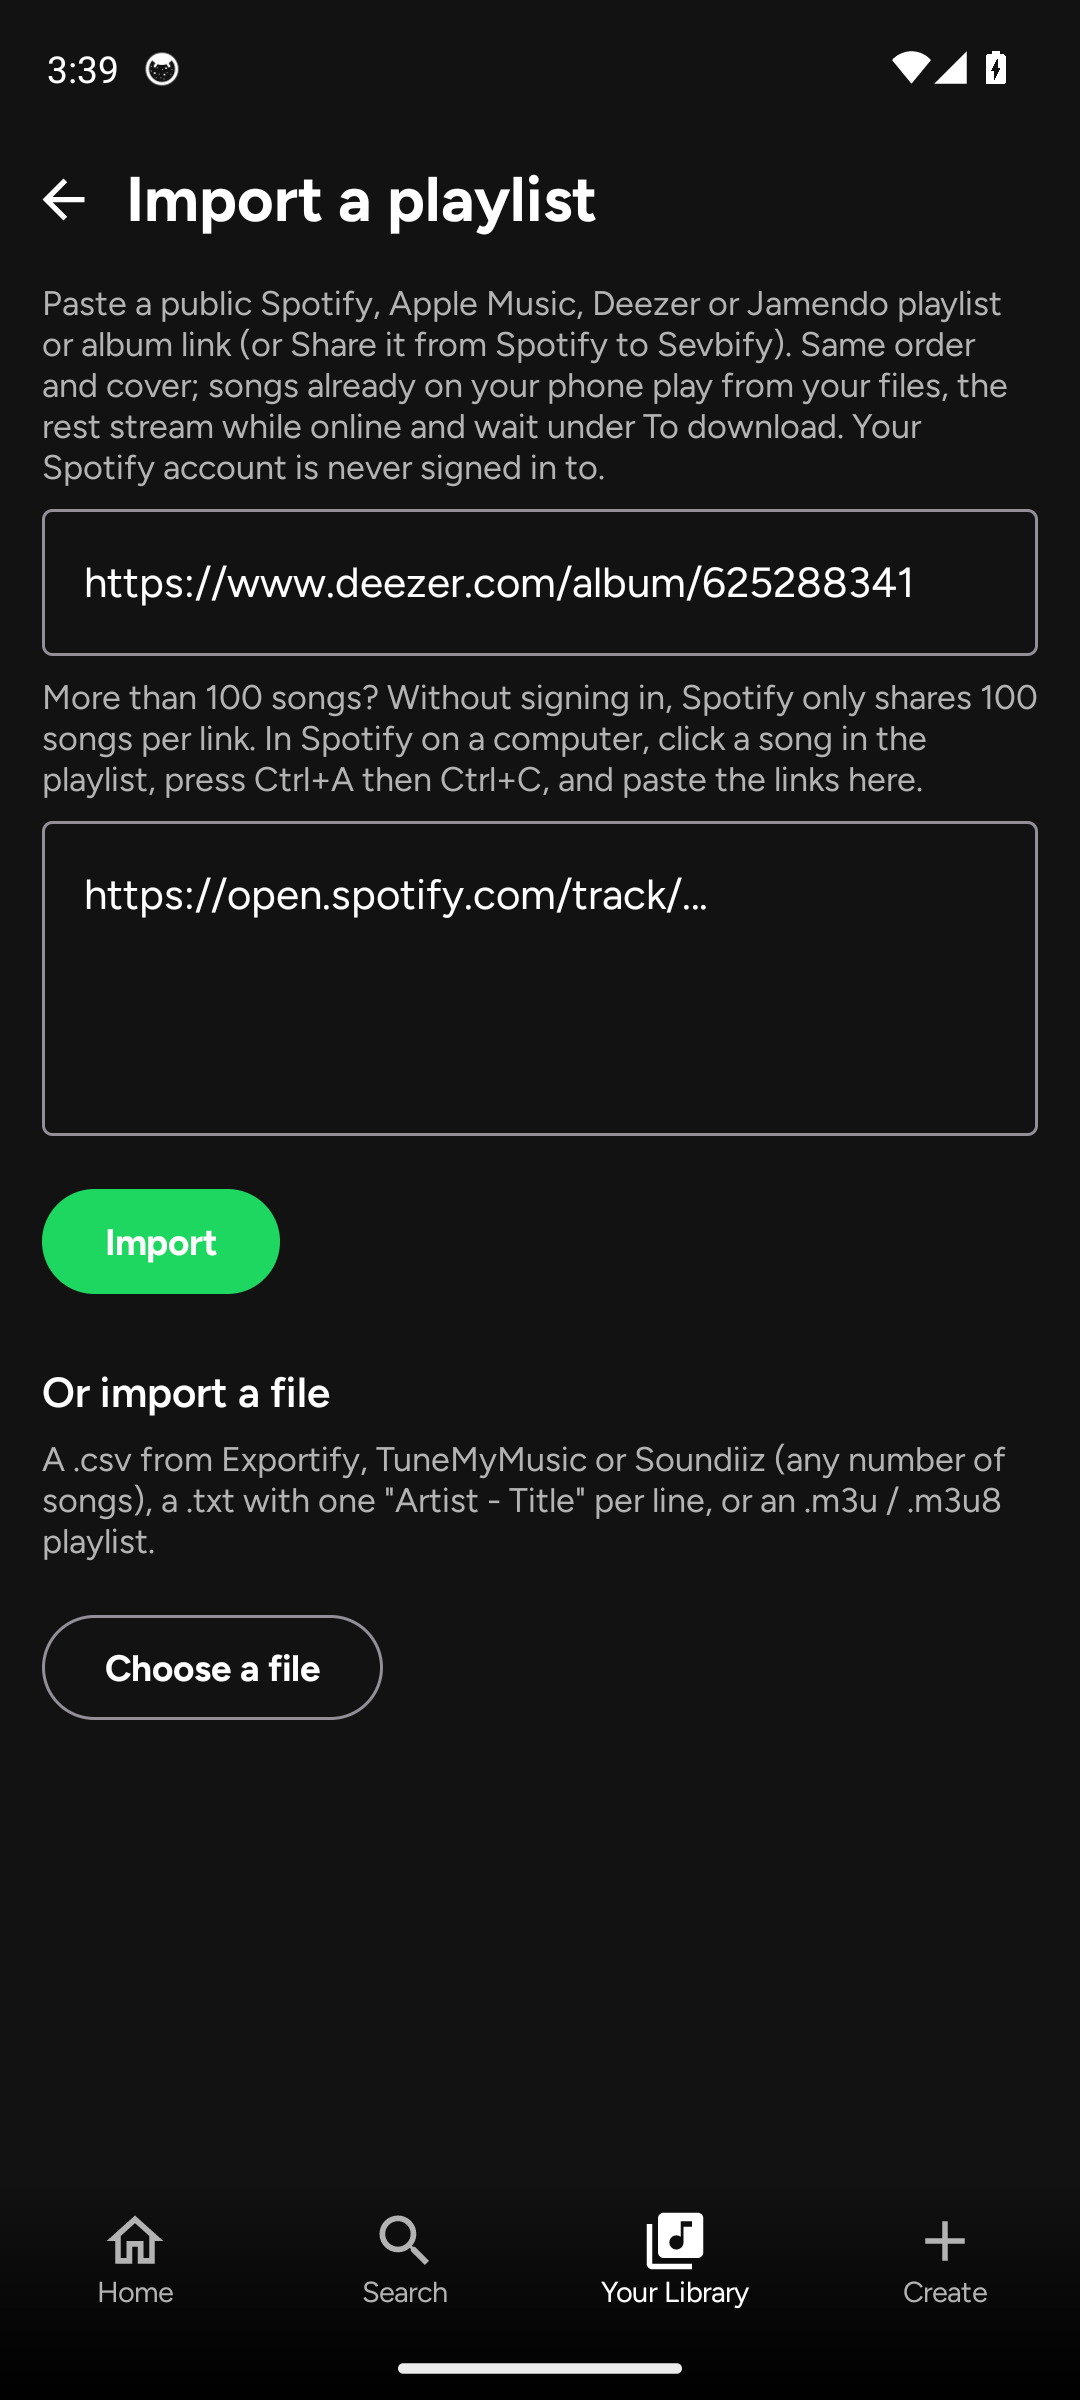 3:39
Import a playlist
Paste a public Spotify, Apple Music, Deezer or Jamendo playlist
or album link (or Share it from Spotify to Sevbify). Same order
and cover; songs already on your phone play from your files, the
rest stream while online and wait under To download. Your
Spotify account is never signed in to.
https://www.deezer.com/album/625288341
More than 100 songs? Without signing in, Spotify only shares 100
songs per link. In Spotify on a computer, click a song in the
playlist, press Ctrl+A then Ctrl+C, and paste the links here.
https://open.spotify.com/track/...
Import
Or import a file
A .csv from Exportify, TuneMyMusic or Soundiiz (any number of
songs), a .txt with one "Artist - Title" per line, or an .m3u / .m3u8
playlist.
Choose a file
Home
Search
Your Library
Create